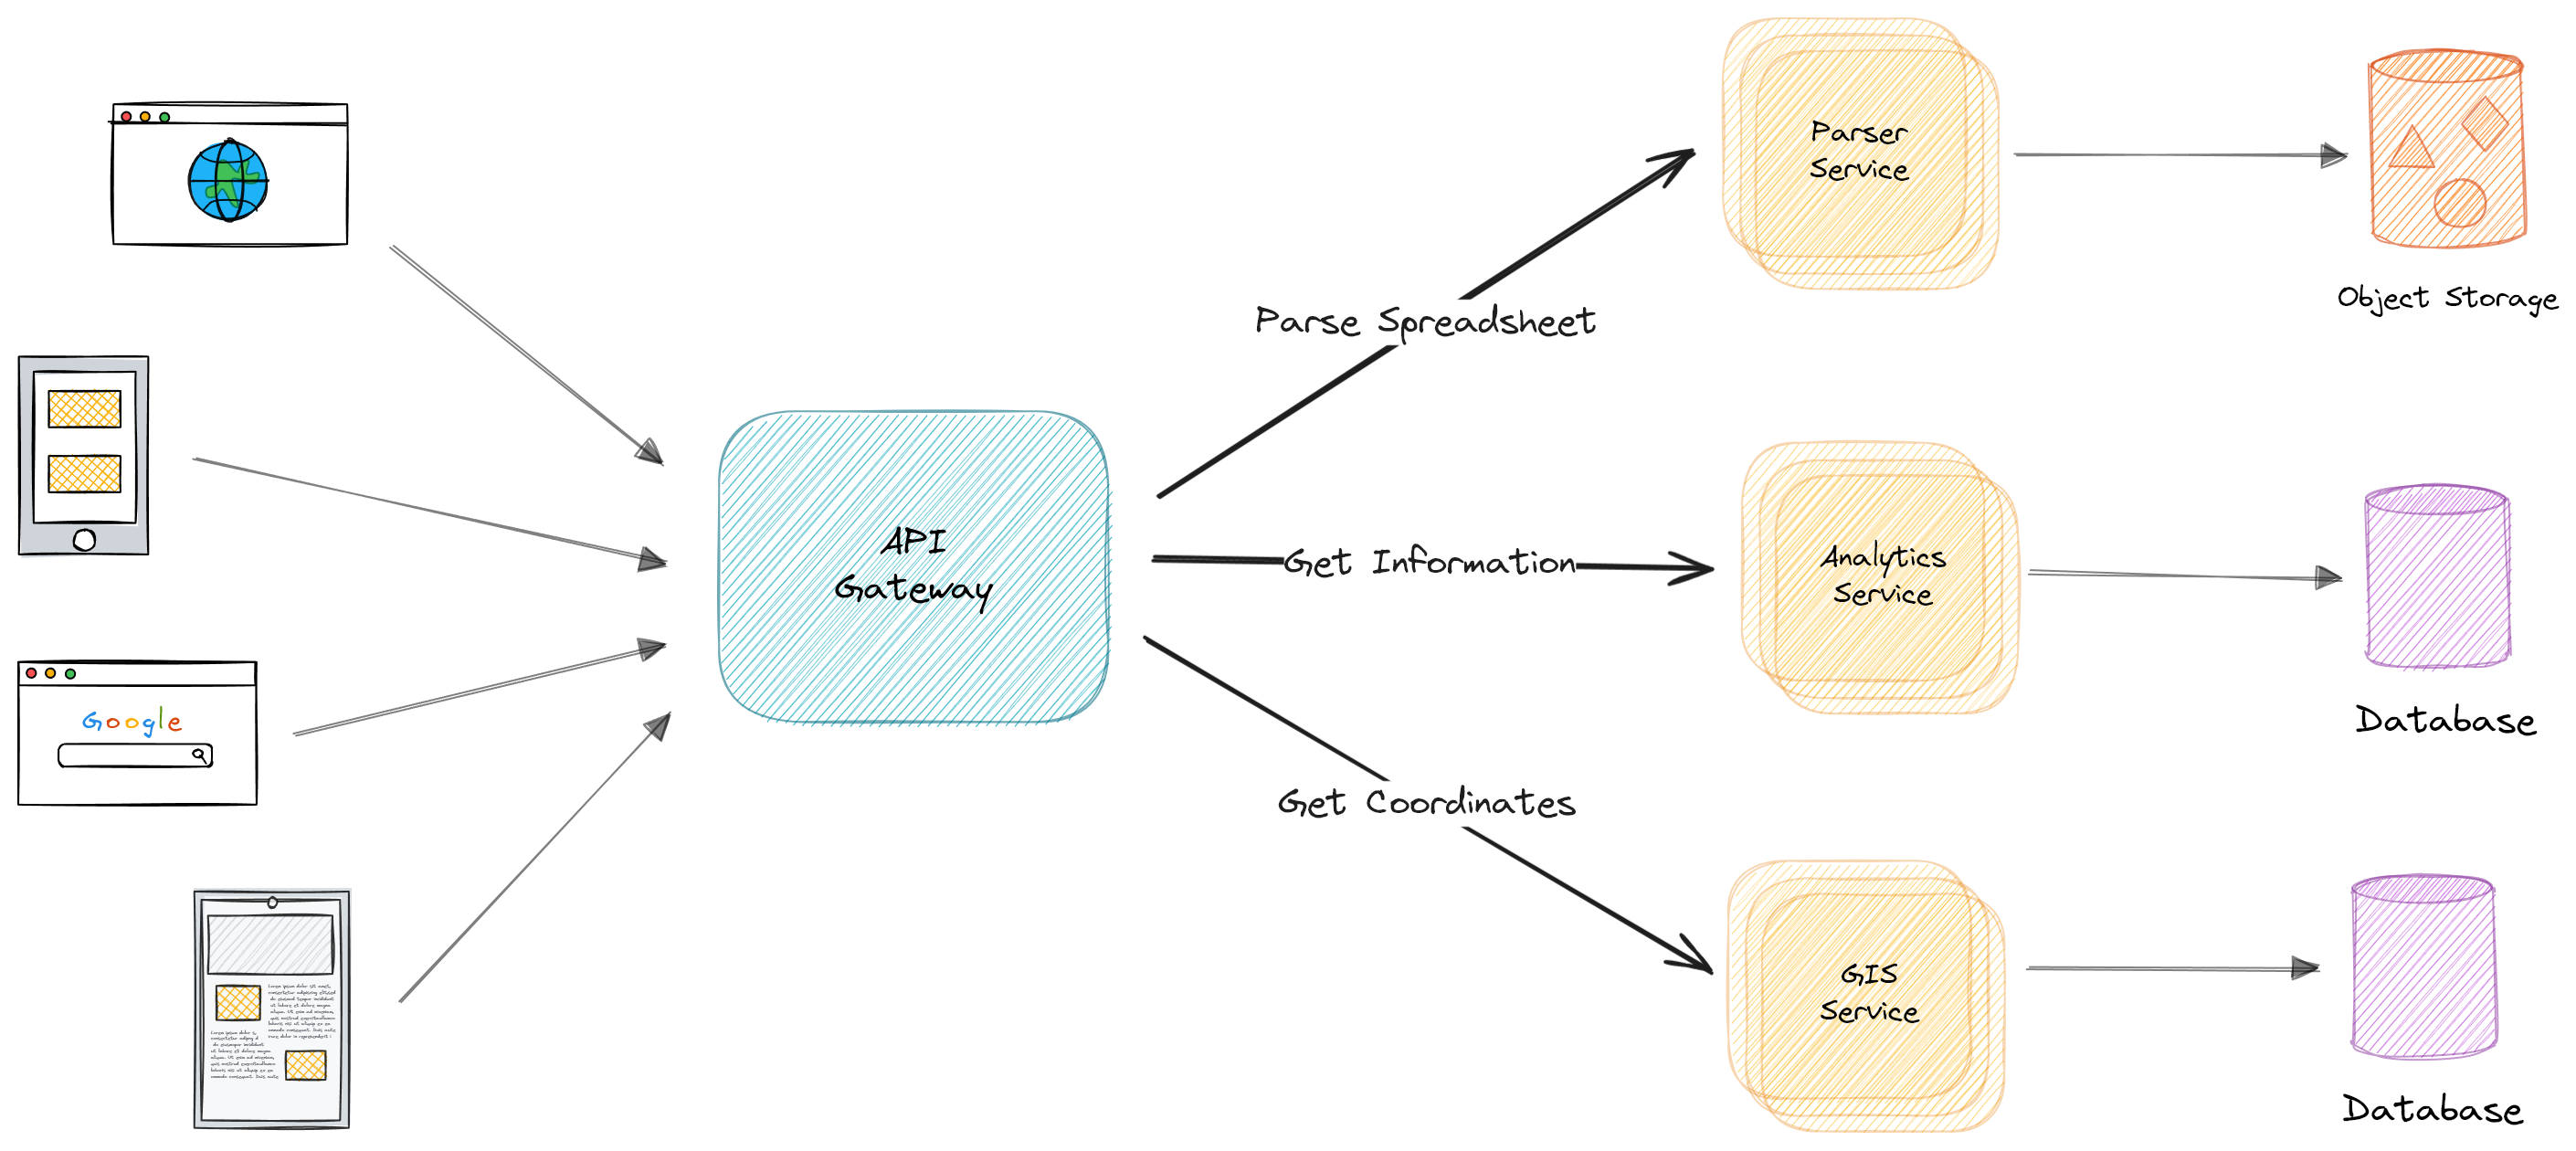 Parser
Service
Object Storage
Parse Spreadsheet
API
Gateway
Get Information
Analytics
Service
Google
Database
Get Coordinates
GIS
Service
Database